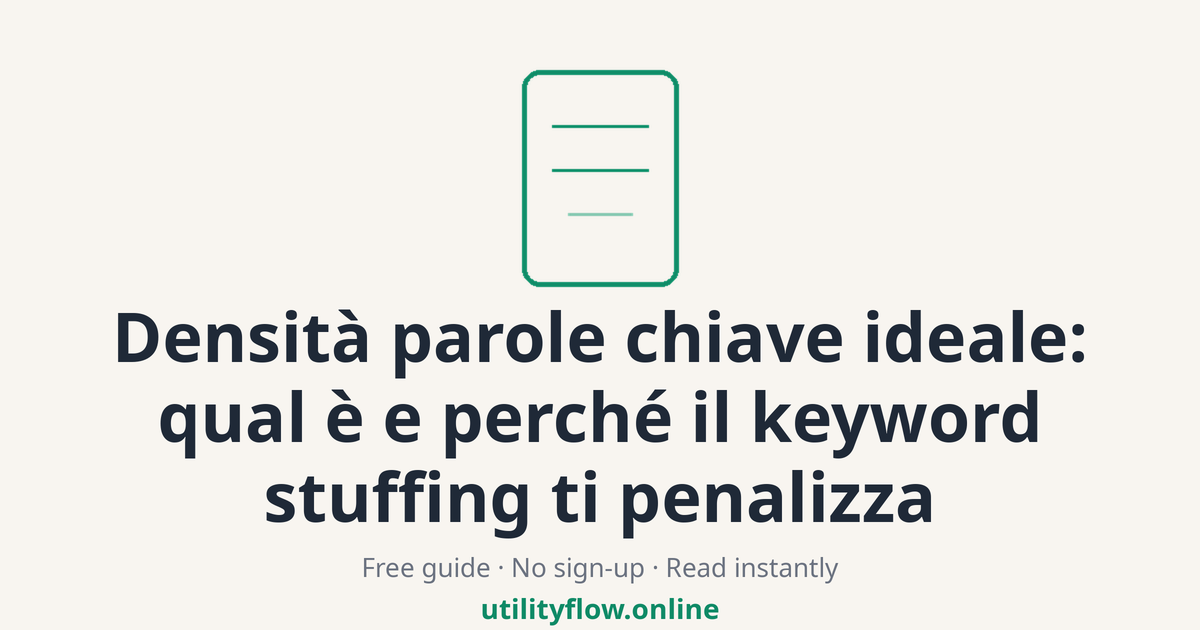 Densità parole chiave ideale:
qual è e perché il keyword
stuffing ti penalizza
Free guide · No sign-up · Read instantly
utilityflow.online